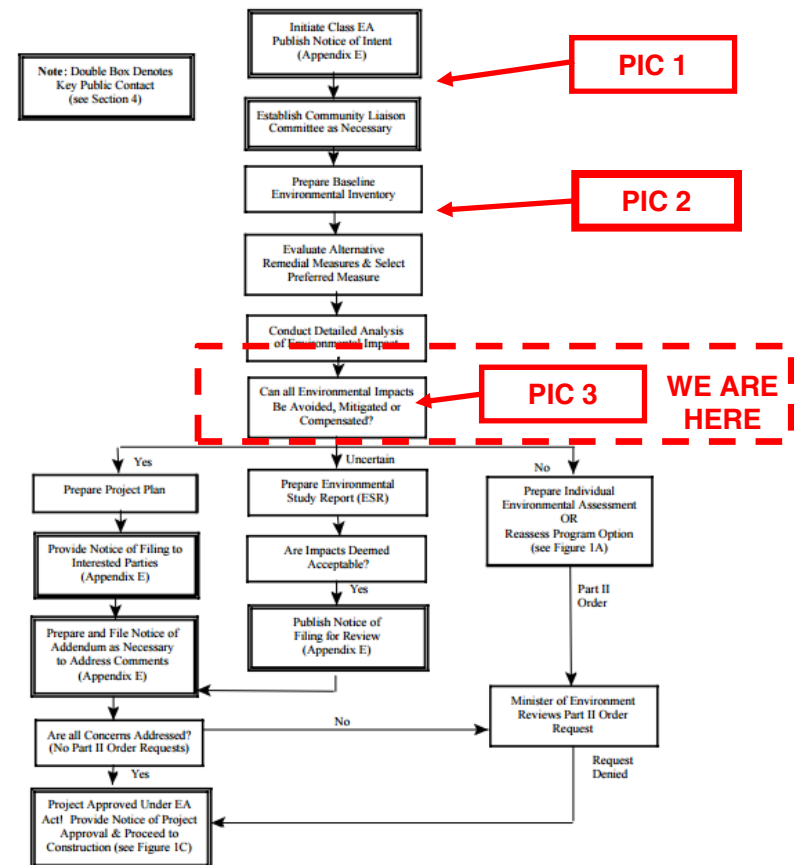 Initiate Class EA
Publish Notice of Intent
(Appendix E)
PIC 1
Note: Double Box Denotes
Key Public Contact
(see Section 4)
Establish Community Liaison
Committee as Necessary
Prepare Baseline
Environmental Inventory
PIC 2
Evaluate Alternative
Remedial Measures & Select
Preferred Measure
Conduct Detailed Analysis
of Environmental Impact
Can all Environmental Impacts
Be Avoided, Mitigated or
Compensated?
PIC 3
WE ARE
HERE
Yes
Uncertain
No
Prepare Project Plan
Prepare Environmental
Study Report (ESR)
Prepare Individual
Environmental Assessment
OR
Reassess Program Option
(see Figure 1A)
Provide Notice of Filing to
Interested Parties
(Appendix E)
Are Impacts Deemed
Acceptable?
Yes
Part II
Order
Prepare and File Notice of
Addendum as Necessary
to Address Comments
(Appendix E)
Publish Notice of
Filing for Review
(Appendix E)
Minister of Environment
Reviews Part II Order
Request
Are all Concerns Addressed?
(No Part II Order Requests)
No
Yes
Request
Denied
Project Approved Under EA
Act! Provide Notice of Project
Approval & Proceed to
Construction (see Figure 1C)